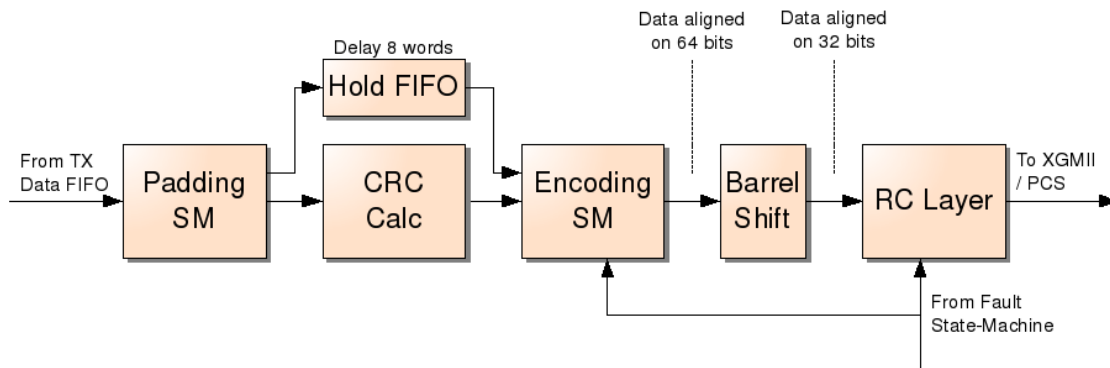 Data aligned
on 64 bits
Data aligned
on 32 bits
Delay 8 words
Hold FIFO
From TX
Data FIFO
Padding
SM
CRC
Calc
Encoding
SM
Barrel
Shift
RC Layer
To XGMII
/ PCS
From Fault
State-Machine